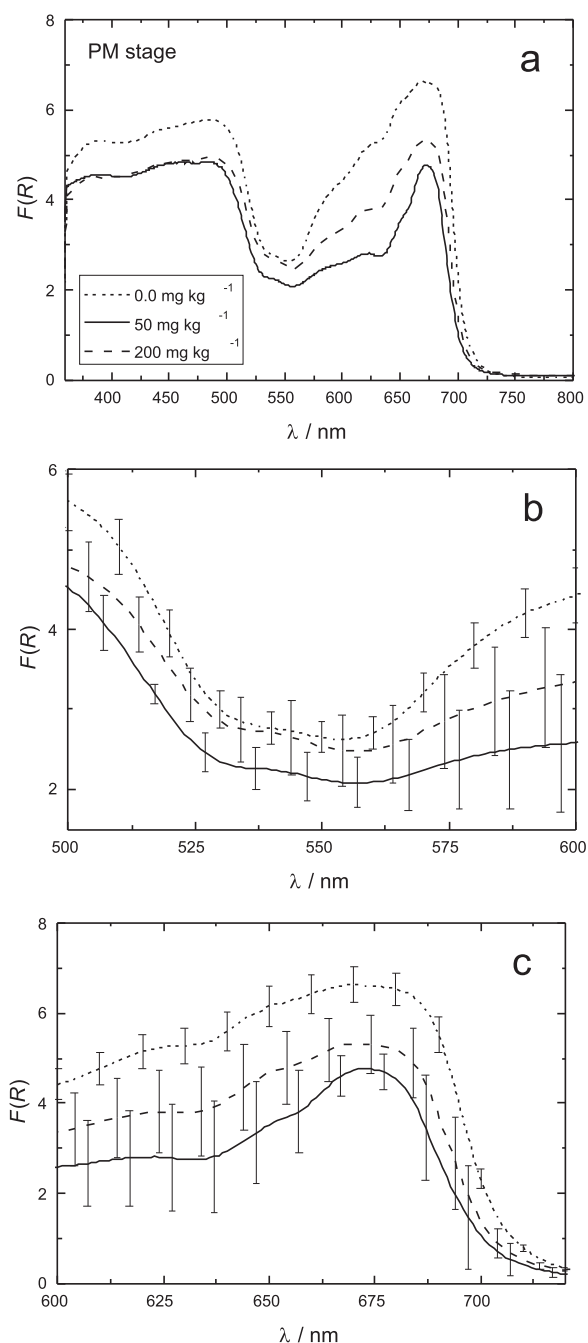 PM stage
a
8
6
4
2
0
F(R)
0.0 mg kg -1
50 mg kg -1
200 mg kg -1
400 450 500 550 600 650 700 750 800
λ / nm
b
6
4
2
F(R)
500 525 550 575 600
λ / nm
c
8
6
4
2
0
F(R)
600 625 650 675 700
λ / nm